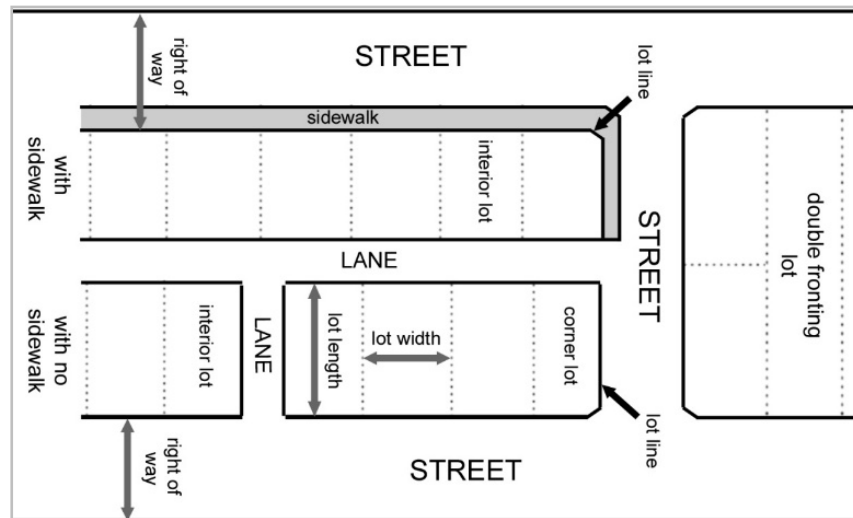 STREET
right of
way
lot line
sidewalk
with
sidewalk
interior lot
STREET
double fronting
lot
LANE
with no
sidewalk
interior lot
LANE
lot length
lot width
corner lot
lot line
right of
way
STREET